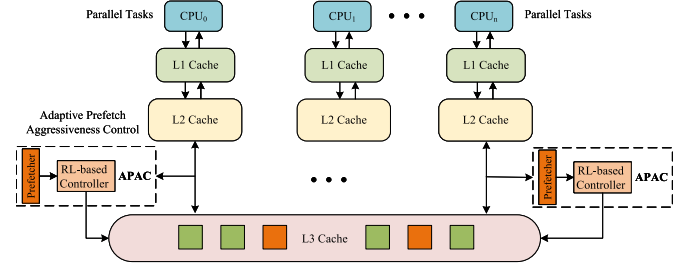 Parallel Tasks
CPU0
CPU1
CPUn
Parallel Tasks
L1 Cache
L1 Cache
L1 Cache
L2 Cache
L2 Cache
L2 Cache
Adaptive Prefetch
Aggressiveness Control
Prefetcher
RL-based
Controller
APAC
Prefetcher
RL-based
Controller
APAC
L3 Cache